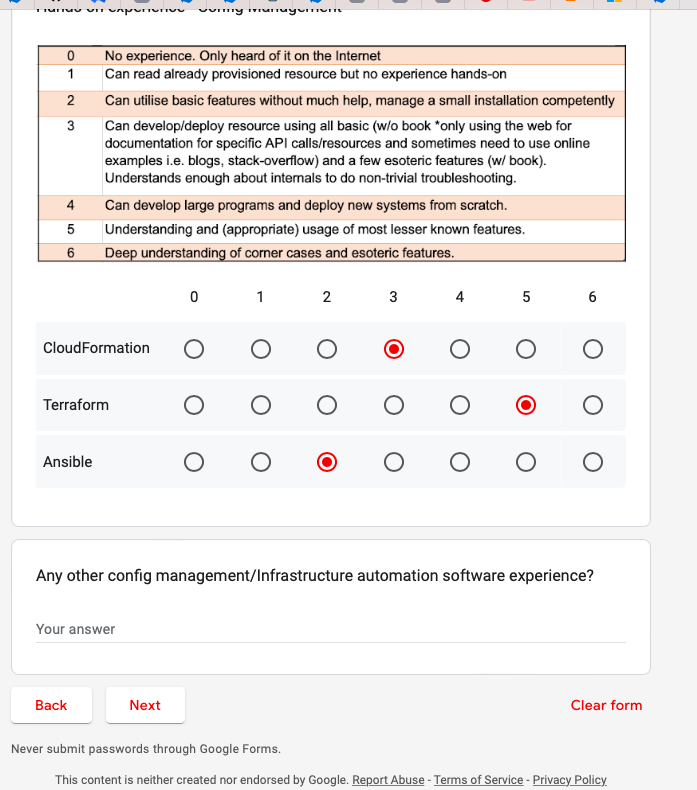 Hands on experience - Config Management
0 No experience. Only heard of it on the Internet
1 Can read already provisioned resource but no experience hands-on
2 Can utilise basic features without much help, manage a small installation competently
3 Can develop/deploy resource using all basic (w/o book *only using the web for
documentation for specific API calls/resources and sometimes need to use online
examples i.e. blogs, stack-overflow) and a few esoteric features (w/ book).
Understands enough about internals to do non-trivial troubleshooting.
4 Can develop large programs and deploy new systems from scratch.
5 Understanding and (appropriate) usage of most lesser known features.
6 Deep understanding of corner cases and esoteric features.
0 1 2 3 4 5 6
CloudFormation
Terraform
Ansible
Any other config management/Infrastructure automation software experience?
Your answer
Back Next Clear form
Never submit passwords through Google Forms.
This content is neither created nor endorsed by Google. Report Abuse - Terms of Service - Privacy Policy